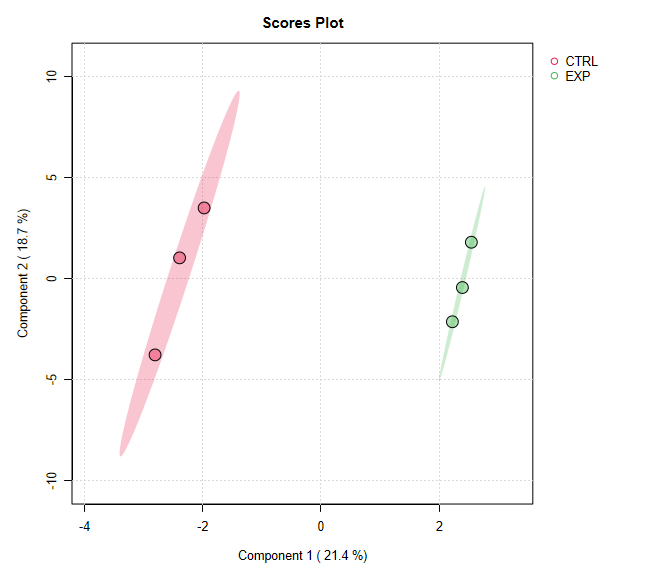 Scores Plot
CTRL
EXP
10
5
0
-5
-10
Component 2 ( 18.7 %)
-4
-2
0
2
Component 1 ( 21.4 %)